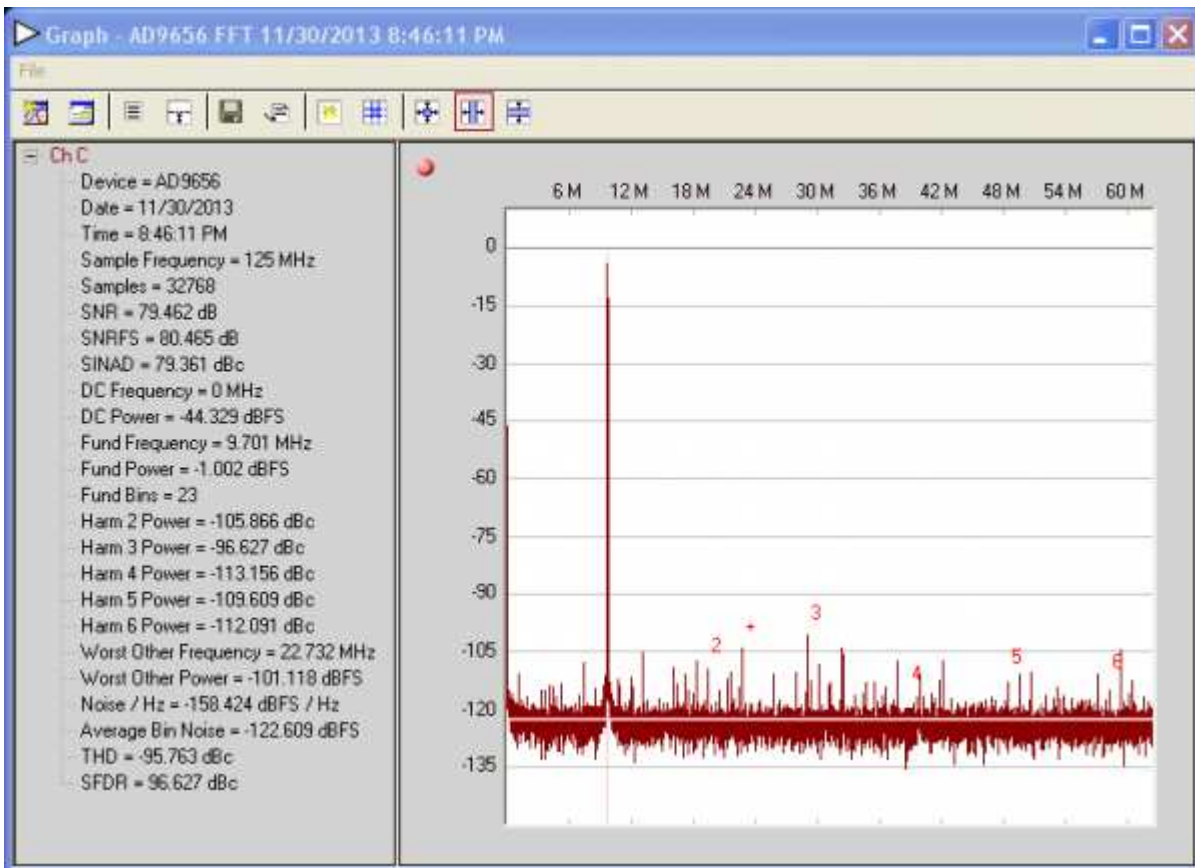 Graph - AD9656 FFT 11/30/2013 8:46:11 PM
File
Ch C
Device = AD9656
Date = 11/30/2013
Time = 8:46:11 PM
Sample Frequency = 125 MHz
Samples = 32768
SNR = 79.462 dB
SNRFS = 80.465 dB
SINAD = 79.361 dBc
DC Frequency = 0 MHz
DC Power = -44.329 dBFS
Fund Frequency = 9.701 MHz
Fund Power = -1.002 dBFS
Fund Bins = 23
Harm 2 Power = -105.866 dBc
Harm 3 Power = -96.627 dBc
Harm 4 Power = -113.156 dBc
Harm 5 Power = -109.609 dBc
Harm 6 Power = -112.091 dBc
Worst Other Frequency = 22.732 MHz
Worst Other Power = -101.118 dBFS
Noise / Hz = -158.424 dBFS / Hz
Average Bin Noise = -122.609 dBFS
THD = -95.763 dBc
SFDR = 96.627 dBc
6 M 12 M 18 M 24 M 30 M 36 M 42 M 48 M 54 M 60 M
0
-15
-30
-45
-60
-75
-90
-105
-120
-135
2 + 3 4 5 6